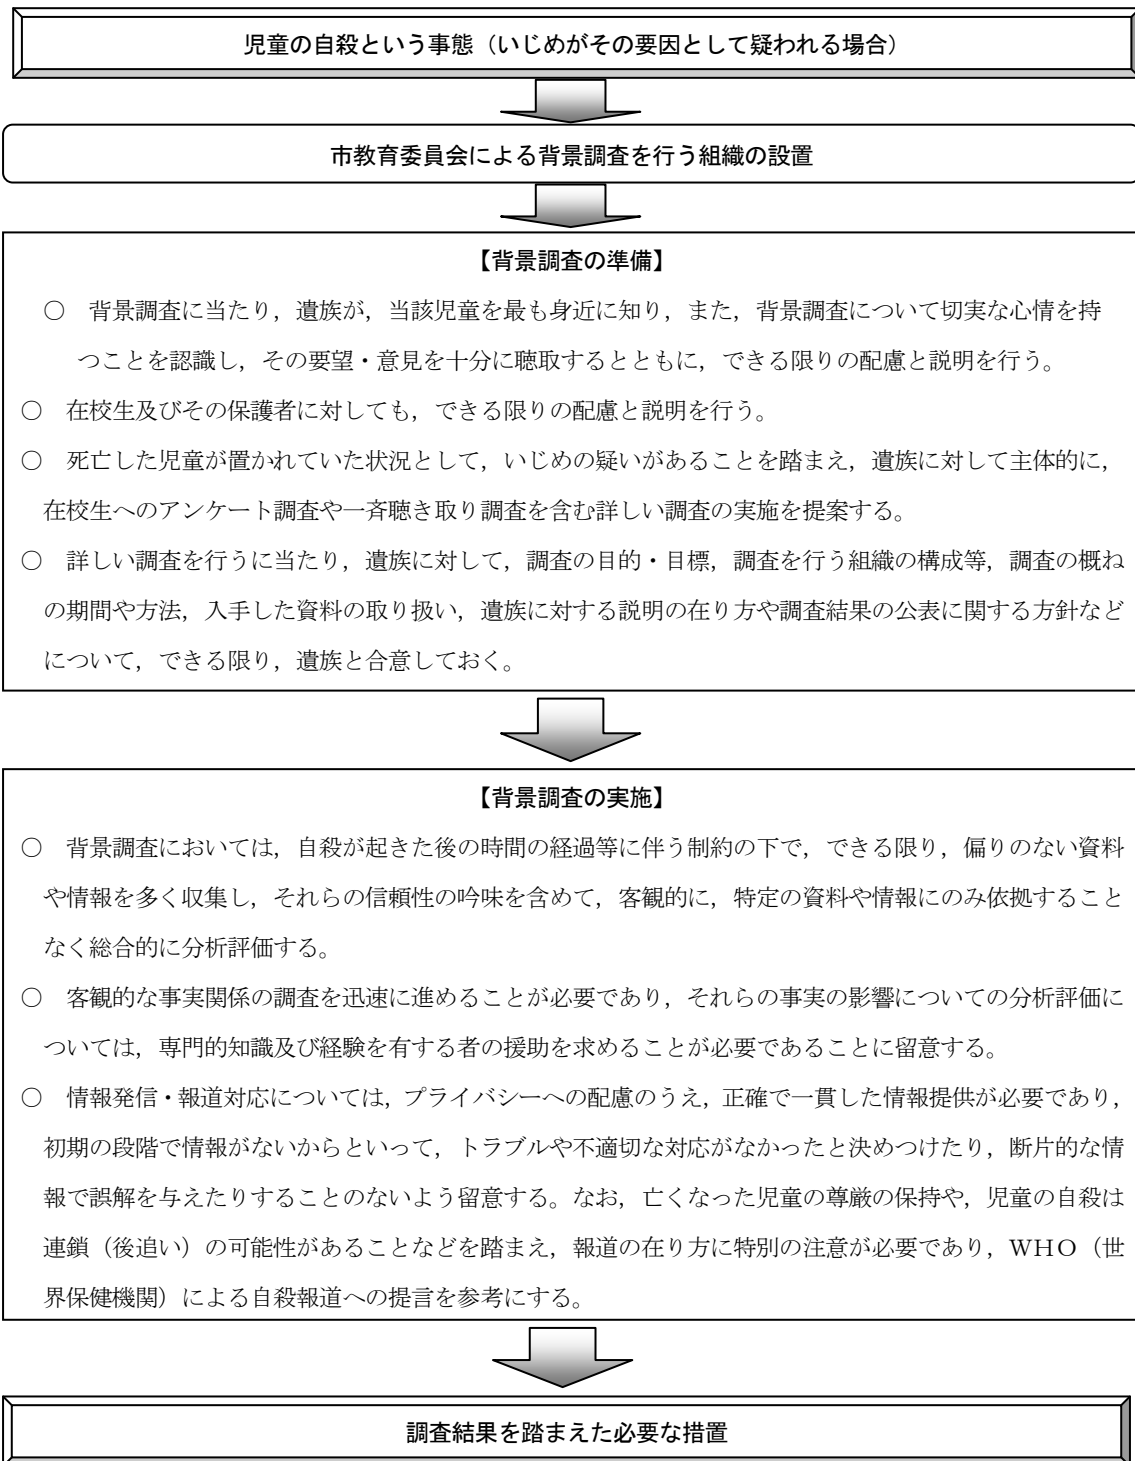 児童の自殺という事態（いじめがその要因として疑われる場合）
市教育委員会による背景調査を行う組織の設置
【背景調査の準備】
○　背景調査に当たり，遺族が，当該児童を最も身近に知り，また，背景調査について切実な心情を持
つことを認識し，その要望・意見を十分に聴取するとともに，できる限りの配慮と説明を行う。
○　在校生及びその保護者に対しても，できる限りの配慮と説明を行う。
○　死亡した児童が置かれていた状況として，いじめの疑いがあることを踏まえ，遺族に対して主体的に，
在校生へのアンケート調査や一斉聴き取り調査を含む詳しい調査の実施を提案する。
○　詳しい調査を行うに当たり，遺族に対して，調査の目的・目標，調査を行う組織の構成等，調査の概ね
の期間や方法，入手した資料の取り扱い，遺族に対する説明の在り方や調査結果の公表に関する方針など
について，できる限り，遺族と合意しておく。
【背景調査の実施】
○　背景調査においては，自殺が起きた後の時間の経過等に伴う制約の下で，できる限り，偏りのない資料
や情報を多く収集し，それらの信頼性の吟味を含めて，客観的に，特定の資料や情報にのみ依拠すること
なく総合的に分析評価する。
○　客観的な事実関係の調査を迅速に進めることが必要であり，それらの事実の影響についての分析評価に
ついては，専門的知識及び経験を有する者の援助を求めることが必要であることに留意する。
○　情報発信・報道対応については，プライバシーへの配慮のうえ，正確で一貫した情報提供が必要であり，
初期の段階で情報がないからといって，トラブルや不適切な対応がなかったと決めつけたり，断片的な情
報で誤解を与えたりすることのないよう留意する。なお，亡くなった児童の尊厳の保持や，児童の自殺は
連鎖（後追い）の可能性があることなどを踏まえ，報道の在り方に特別の注意が必要であり，ＷＨＯ（世
界保健機関）による自殺報道への提言を参考にする。
調査結果を踏まえた必要な措置